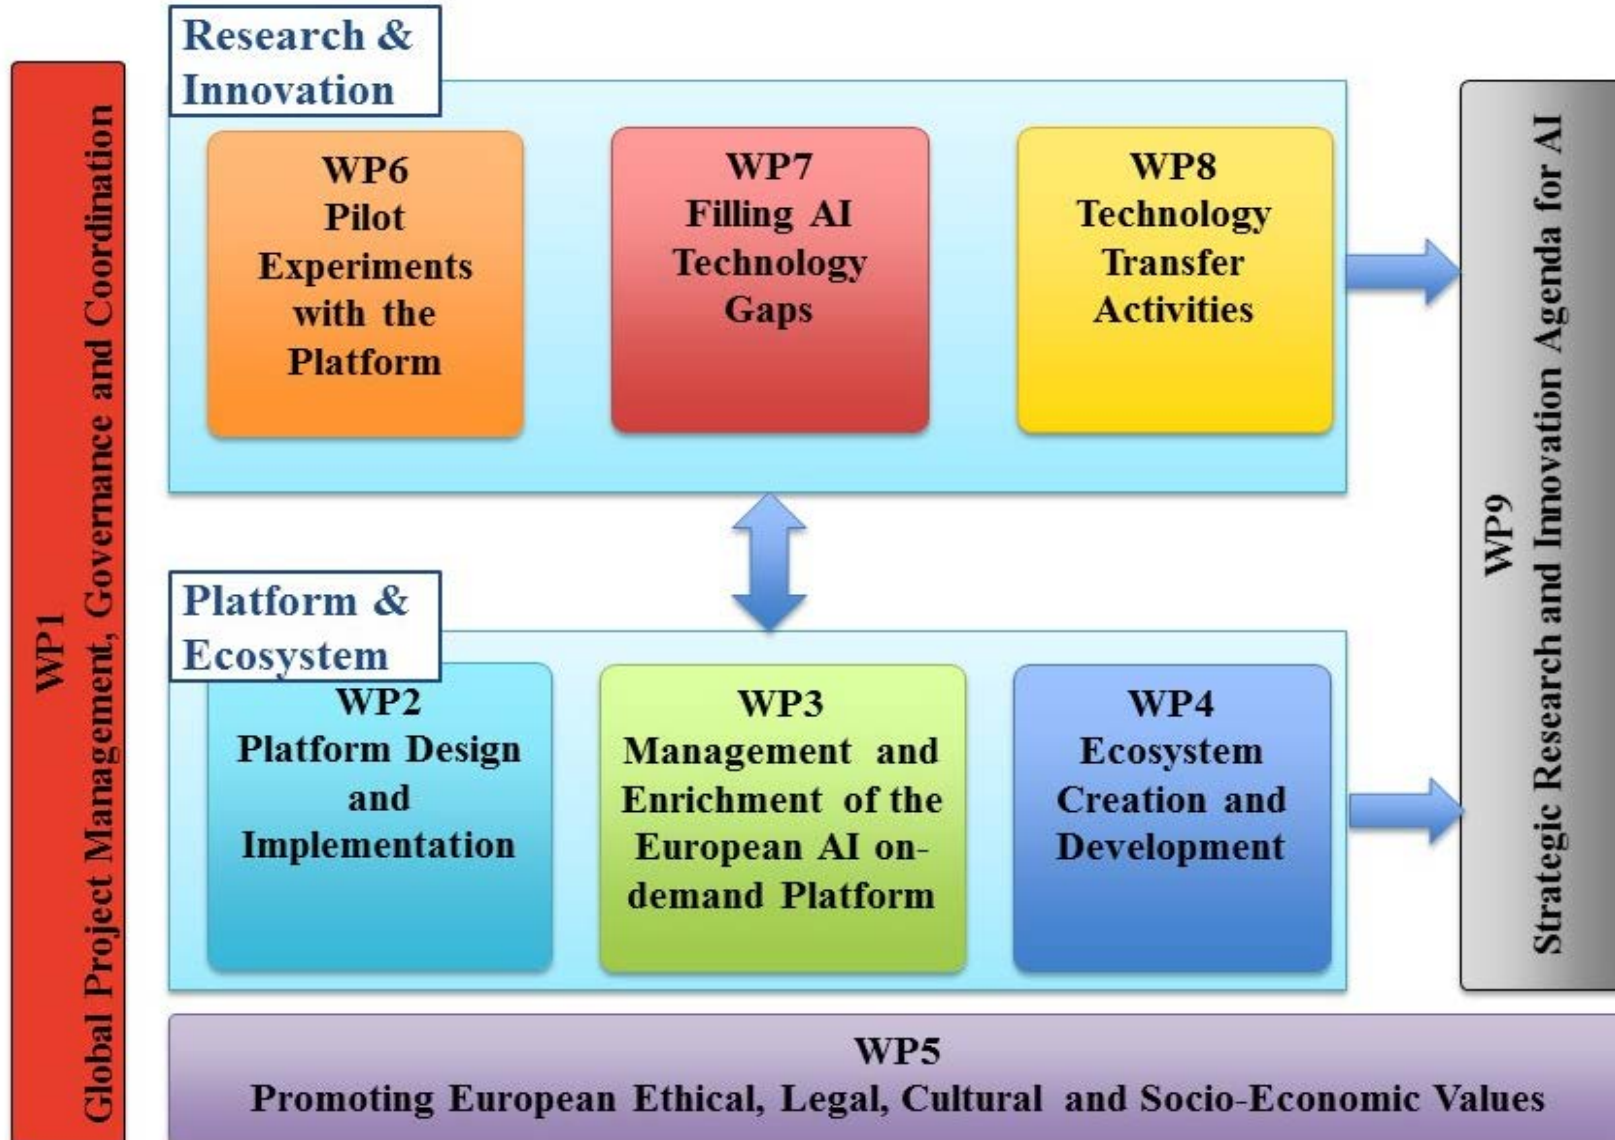 Research &
Innovation
WP1
Global Project Management, Governance and Coordination
WP6
Pilot
Experiments
with the
Platform
WP7
Filling AI
Technology
Gaps
WP8
Technology
Transfer
Activities
WP9
Strategic Research and Innovation Agenda for AI
Platform &
Ecosystem
WP2
Platform Design
and
Implementation
WP3
Management and
Enrichment of the
European AI on-
demand Platform
WP4
Ecosystem
Creation and
Development
WP5
Promoting European Ethical, Legal, Cultural and Socio-Economic Values